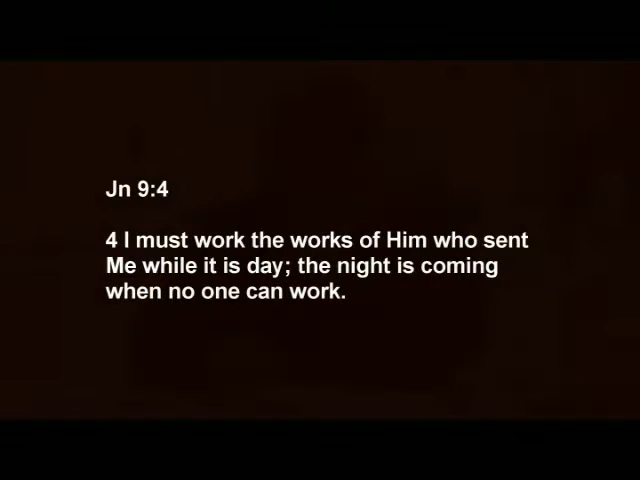 Jn 9:4
4 I must work the works of Him who sent
Me while it is day; the night is coming
when no one can work.